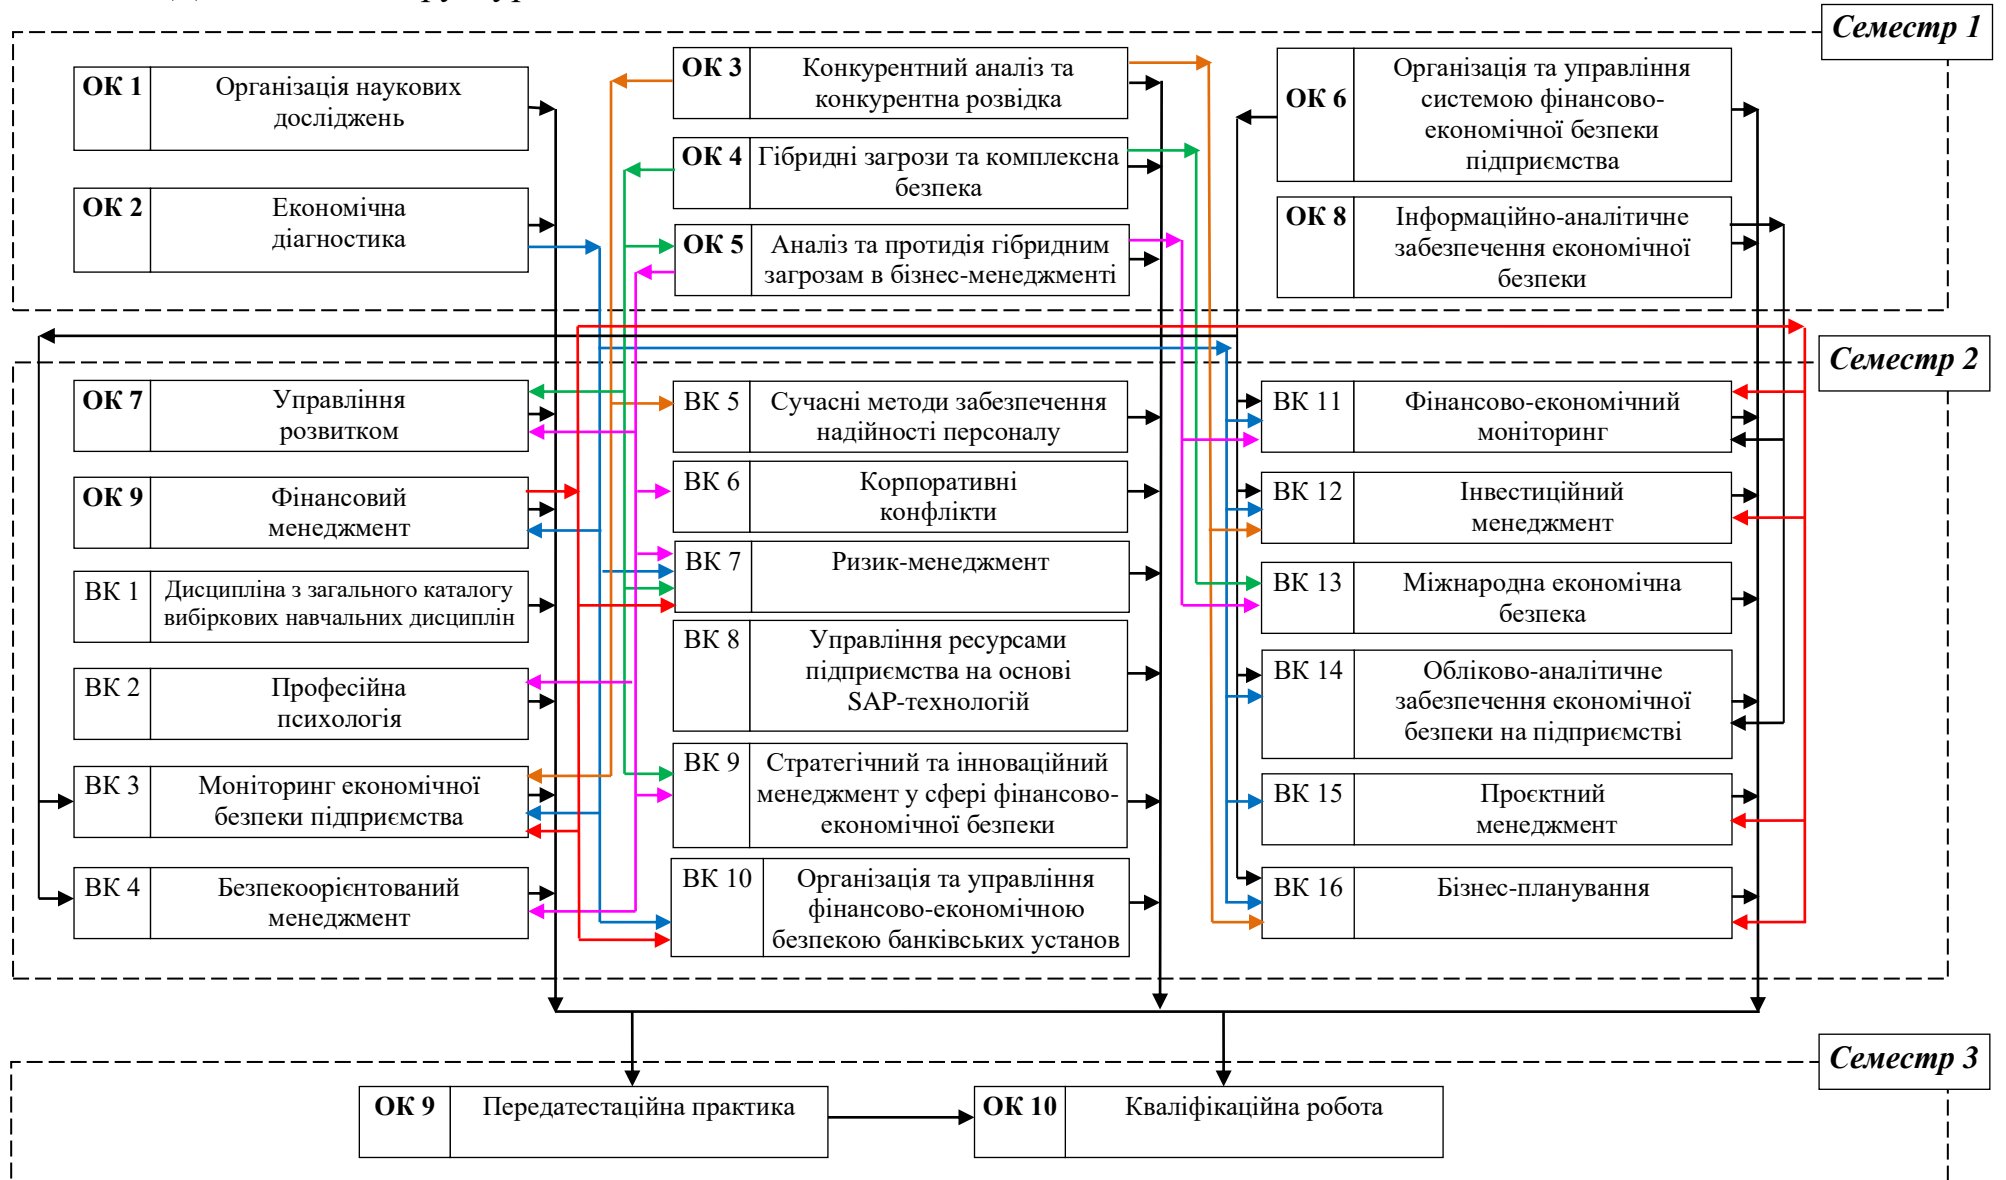 Семестр 1
ОК 1
Організація наукових
досліджень
ОК 2
Економічна
діагностика
ОК 3
Конкурентний аналіз та
конкурентна розвідка
ОК 4
Гібридні загрози та комплексна
безпека
ОК 5
Аналіз та протидія гібридним
загрозам в бізнес-менеджменті
ОК 6
Організація та управління
системою фінансово-
економічної безпеки
підприємства
ОК 8
Інформаційно-аналітичне
забезпечення економічної
безпеки
Семестр 2
ОК 7
Управління
розвитком
ОК 9
Фінансовий
менеджмент
ВК 1
Дисципліна з загального каталогу
вибіркових навчальних дисциплін
ВК 2
Професійна
психологія
ВК 3
Моніторинг економічної
безпеки підприємства
ВК 4
Безпекоорієнтований
менеджмент
ВК 5
Сучасні методи забезпечення
надійності персоналу
ВК 6
Корпоративні
конфлікти
ВК 7
Ризик-менеджмент
ВК 8
Управління ресурсами
підприємства на основі
SAP-технологій
ВК 9
Стратегічний та інноваційний
менеджмент у сфері фінансово-
економічної безпеки
ВК 10
Організація та управління
фінансово-економічною
безпекою банківських установ
ВК 11
Фінансово-економічний
моніторинг
ВК 12
Інвестиційний
менеджмент
ВК 13
Міжнародна економічна
безпека
ВК 14
Обліково-аналітичне
забезпечення економічної
безпеки на підприємстві
ВК 15
Проєктний
менеджмент
ВК 16
Бізнес-планування
Семестр 3
ОК 9
Передатестаційна практика
ОК 10
Кваліфікаційна робота